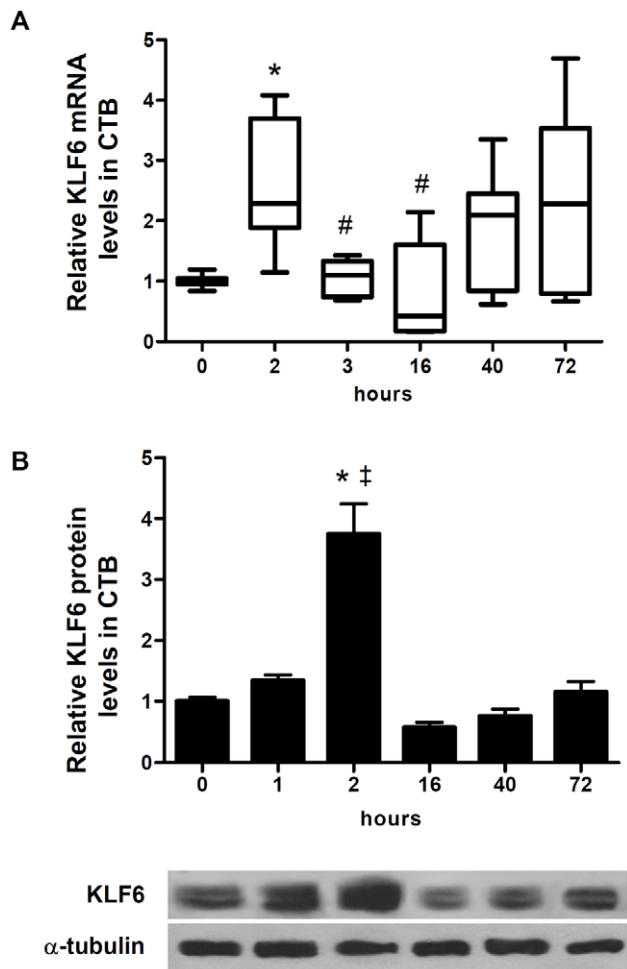 A
Relative KLF6 mRNA
levels in CTB
5
4
3
2
1
0
*
#
#
0 2 3 16 40 72
hours
B
Relative KLF6 protein
levels in CTB
5
4
3
2
1
0
* ‡
0 1 2 16 40 72
hours
KLF6
α-tubulin